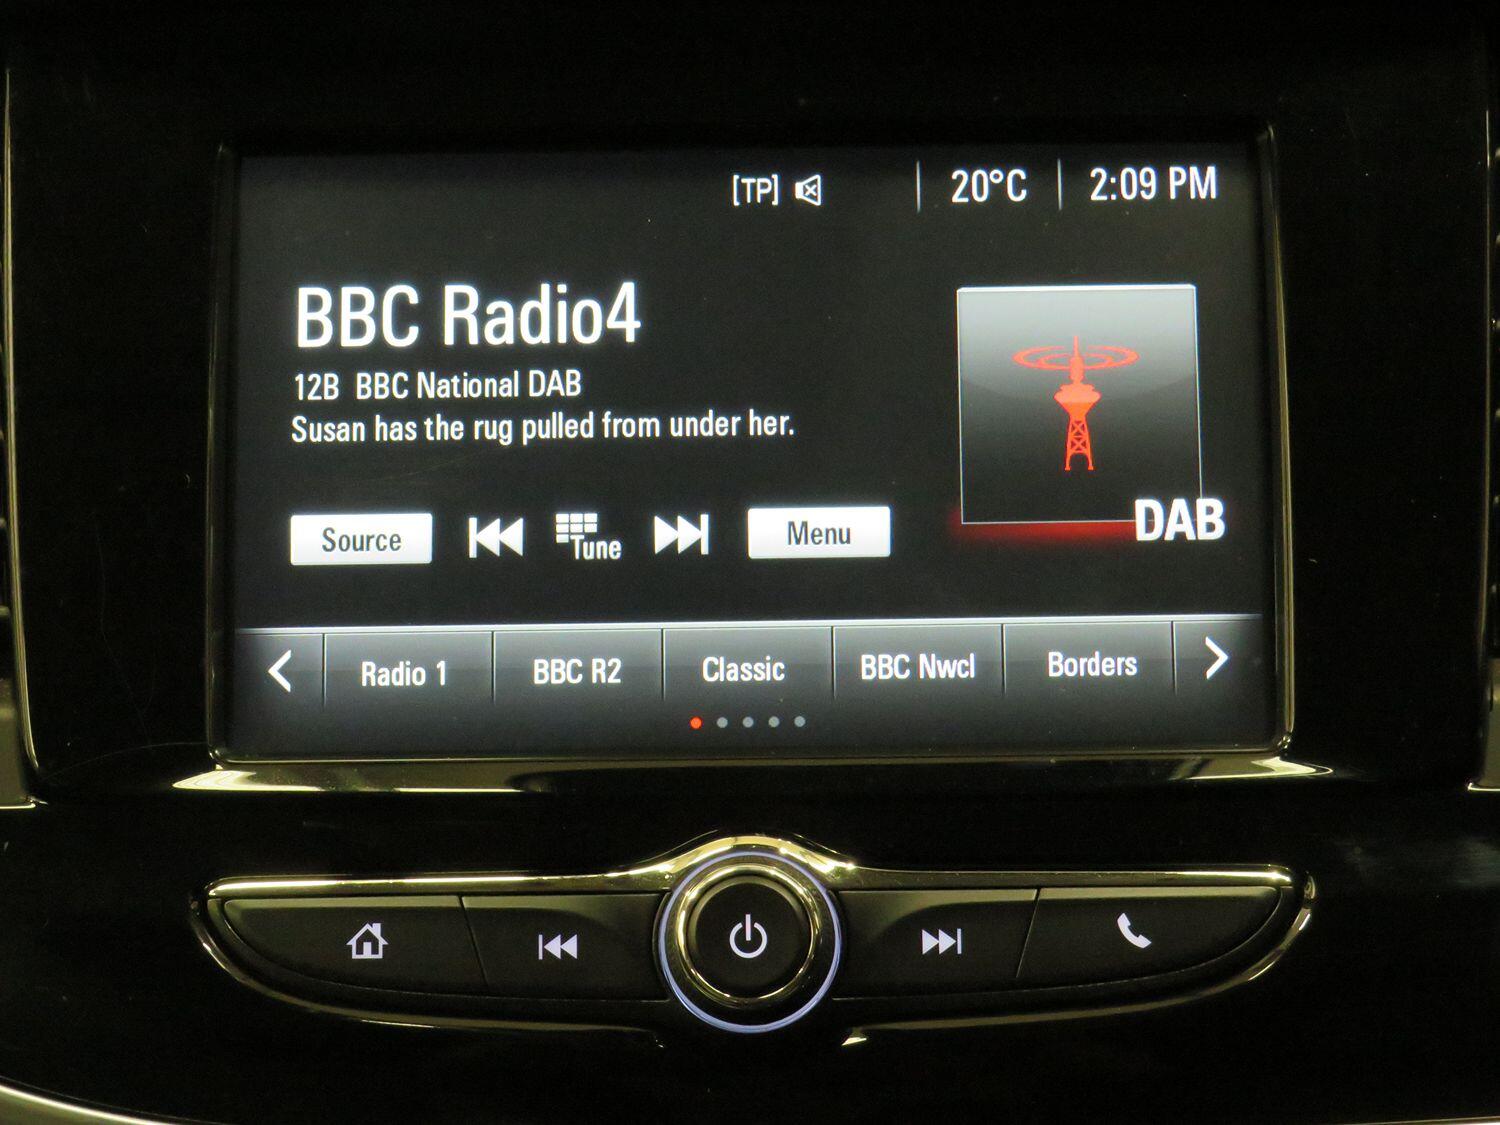 [TP] 20°C 2:09 PM
BBC Radio4
12B BBC National DAB
Susan has the rug pulled from under her.
DAB
Source Tune Menu
Radio 1 BBC R2 Classic BBC Nwcl Borders